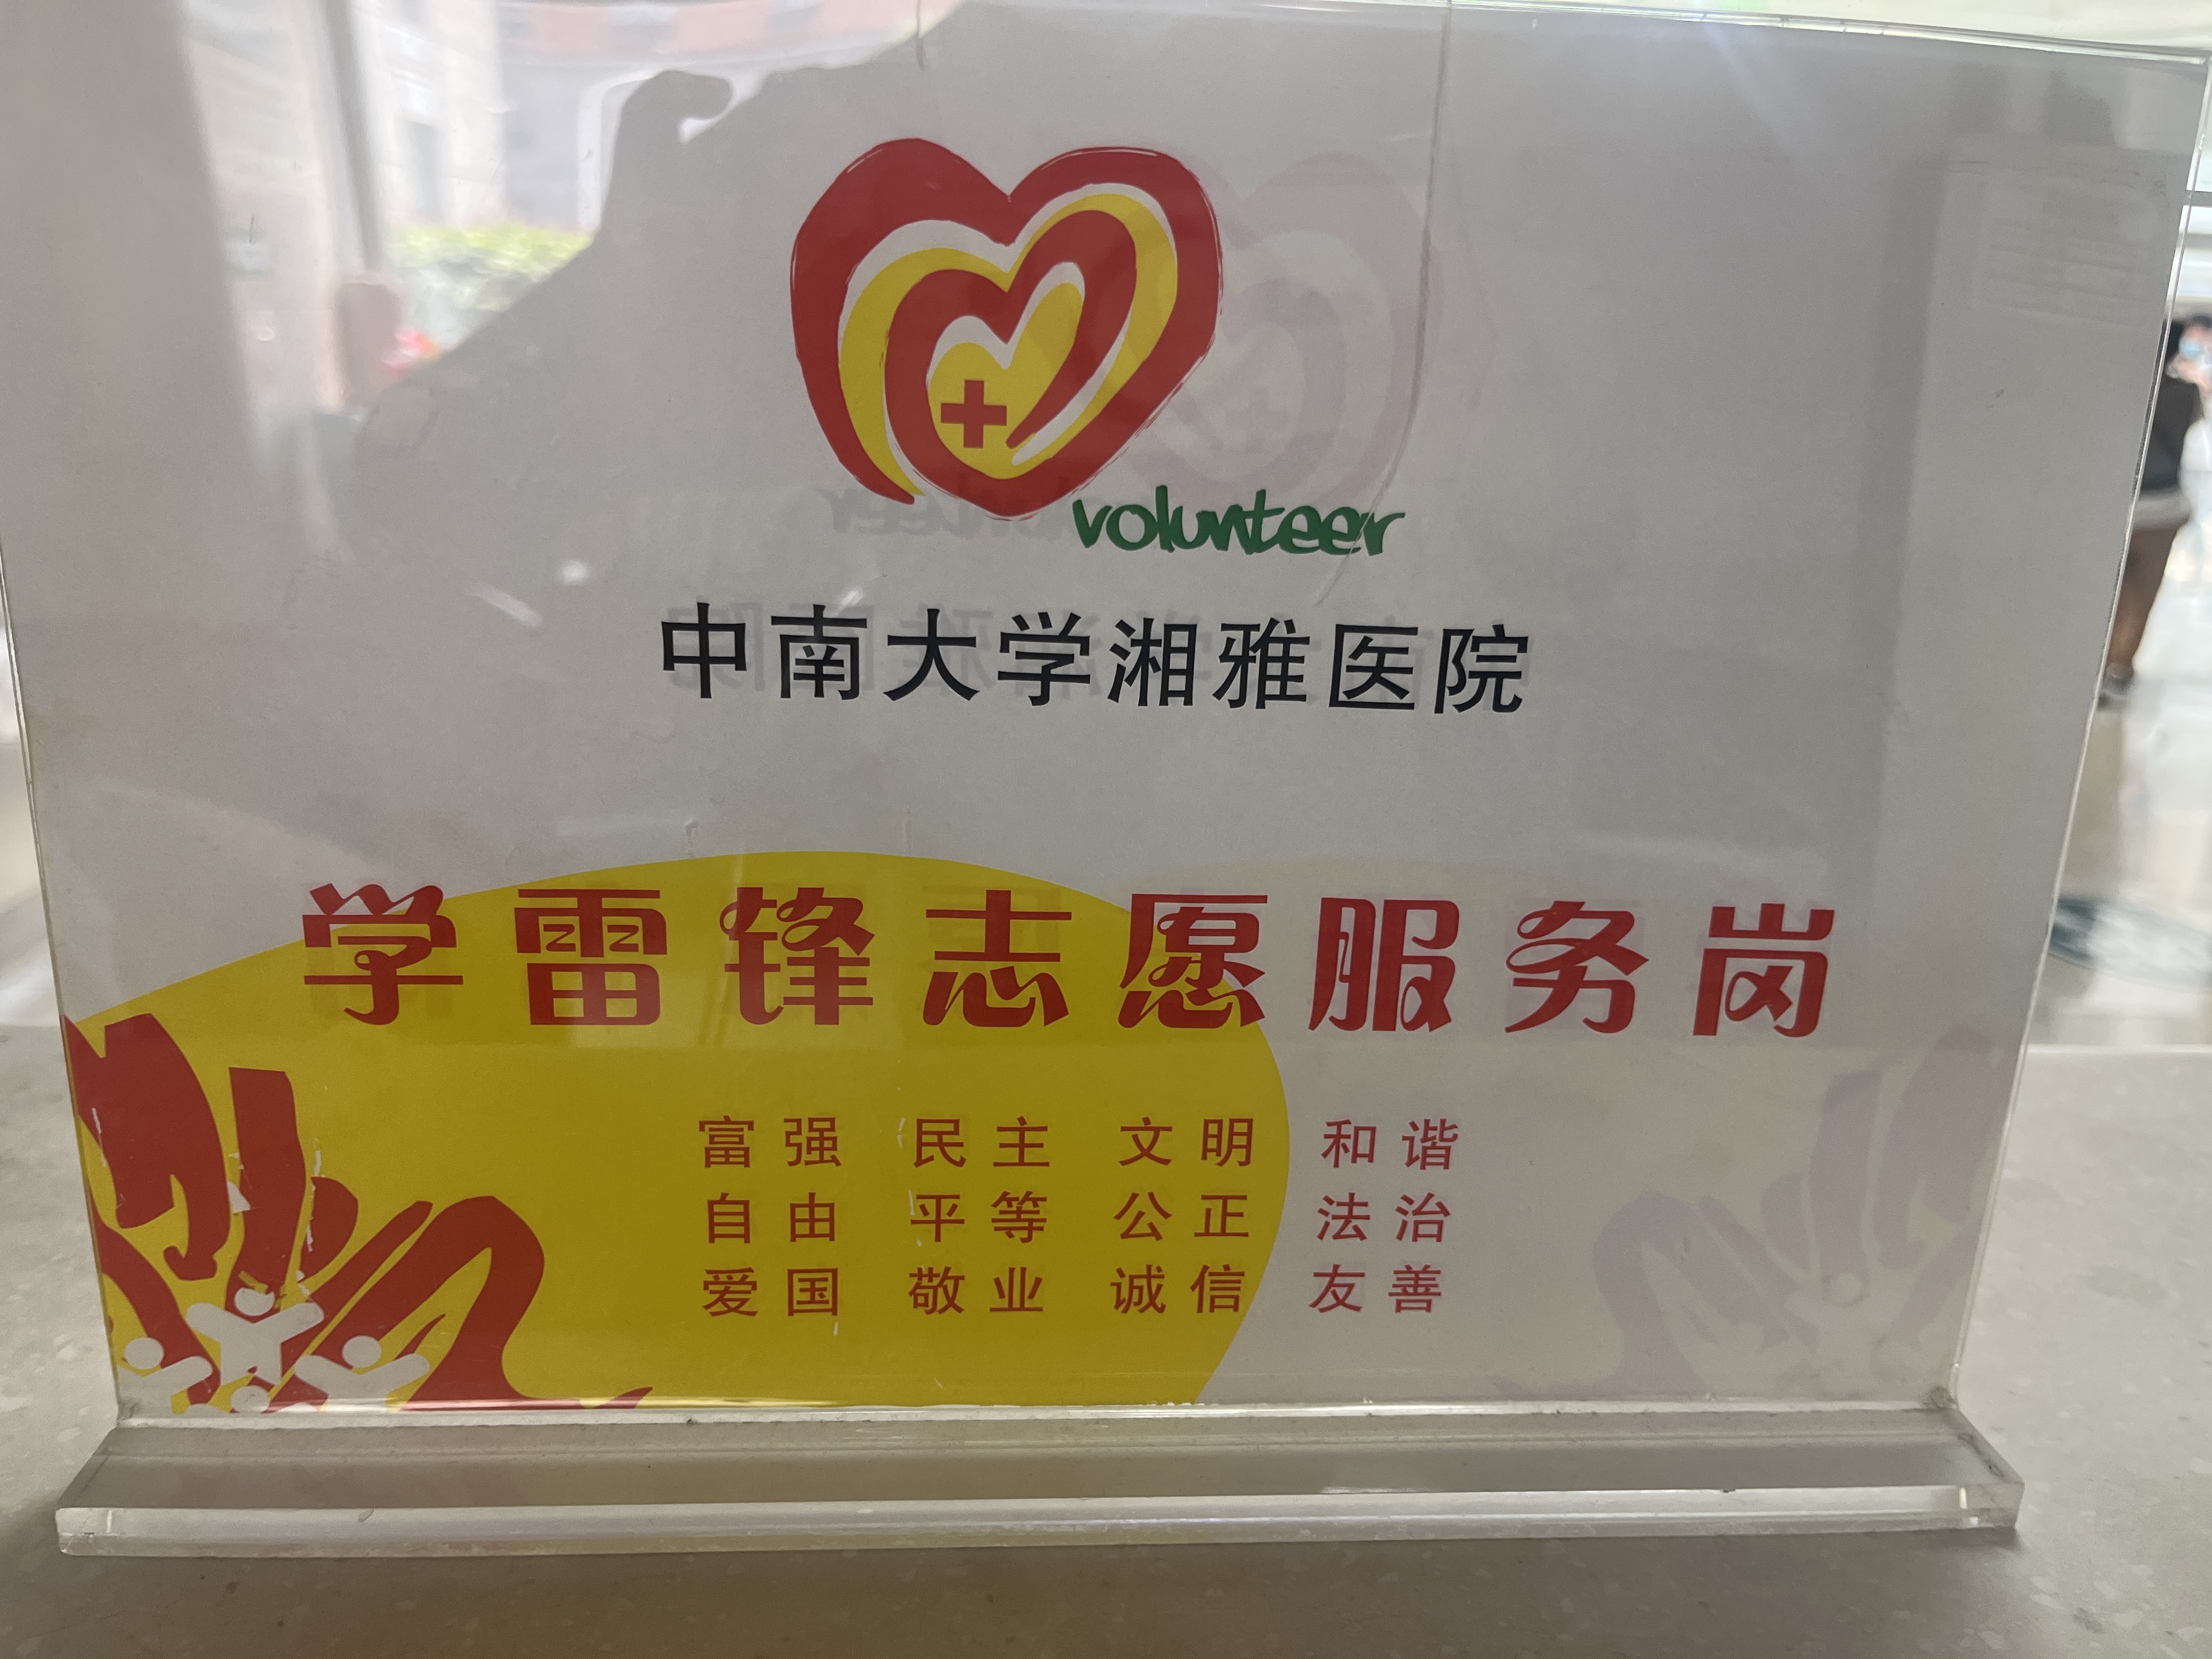 volunteer
中南大学湘雅医院
学雷锋志愿服务岗
富强 民主 文明 和谐
自由 平等 公正 法治
爱国 敬业 诚信 友善